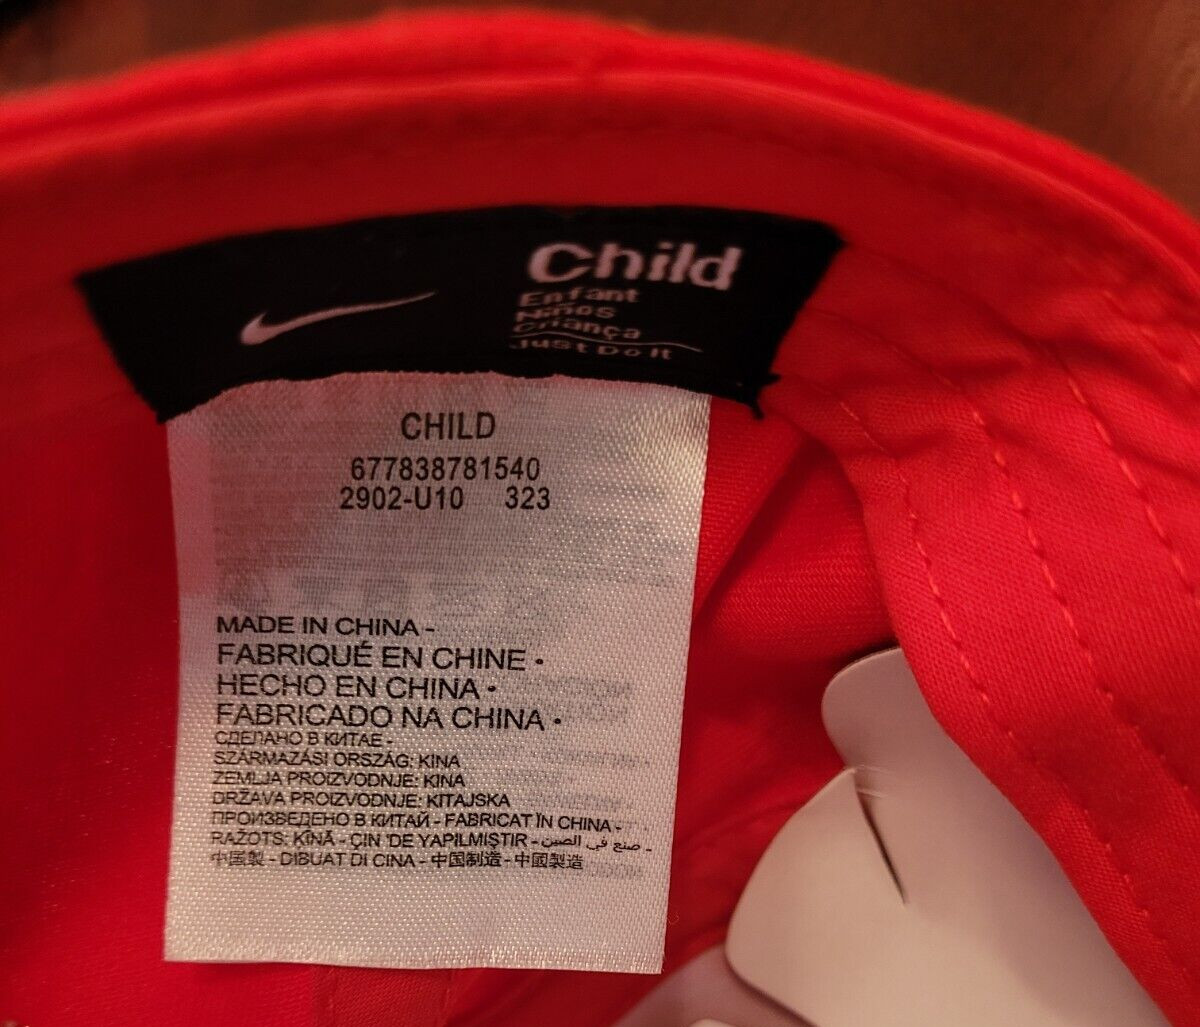 Child
Enfant
Niños
Criança
Just Do It
CHILD
677838781540
2902-U10 323
MADE IN CHINA -
FABRIQUÉ EN CHINE •
HECHO EN CHINA •
FABRICADO NA CHINA •
СДЕЛАНО В КИТАЕ -
SZÁRMAZÁSI ORSZÁG: KINA
ZEMLJA PROIZVODNJE: KINA
DRŽAVA PROIZVODNJE: KITAJSKA
ПРОИЗВЕДЕНО В КИТАЙ - FABRICAT ÎN CHINA -
RAŽOTS: ĶĪNĀ - ÇIN 'DE YAPILMIŞTIR - صنع في الصين -
中国製 - DIBUAT DI CINA - 中国制造 - 中國製造